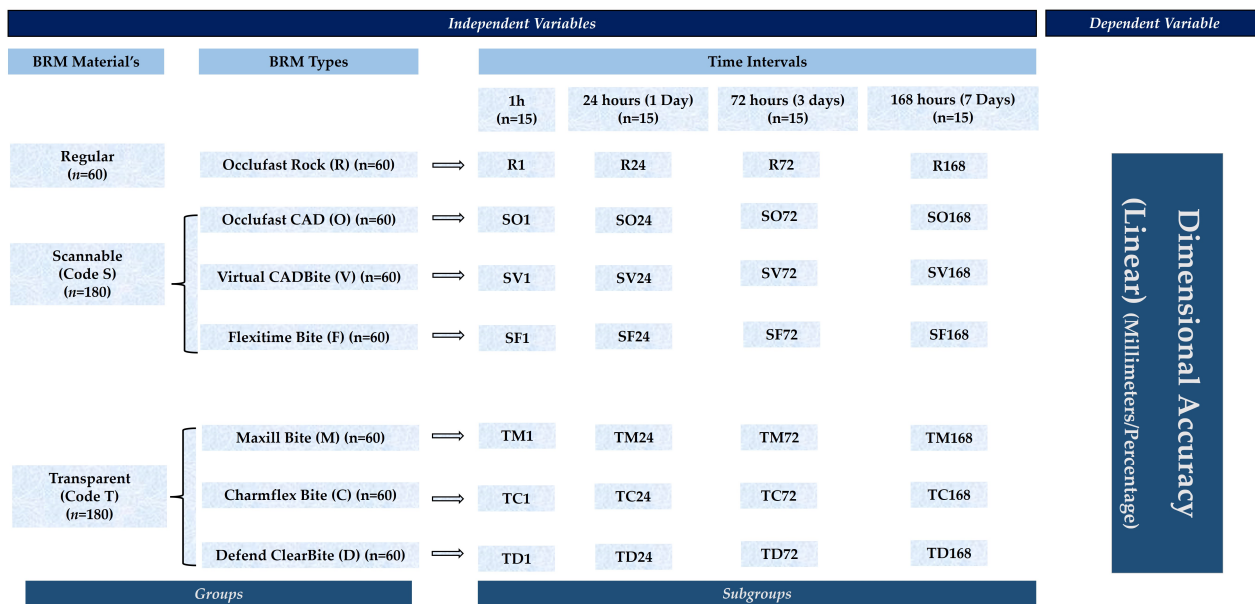 Independent Variables
Dependent Variable
BRM Material's
BRM Types
Time Intervals
1h
(n=15)
24 hours (1 Day)
(n=15)
72 hours (3 days)
(n=15)
168 hours (7 Days)
(n=15)
Regular
(n=60)
Occlufast Rock (R) (n=60)
R1
R24
R72
R168
Scannable
(Code S)
n=180)
Occlufast CAD (O) (n=60)
SO1
SO24
SO72
SO168
Virtual CADBite (V) (n=60)
SV1
SV24
SV72
SV168
Flexitime Bite (F) (n=60)
SF1
SF24
SF72
SF168
Transparent
(Code T)
n=180)
Maxill Bite (M) (n=60)
TM1
TM24
TM72
TM168
Charmflex Bite (C) (n=60)
TC1
TC24
TC72
TC168
Defend ClearBite (D) (n=60)
TD1
TD24
TD72
TD168
Dimensional Accuracy
(Linear) (Millimeters/Percentage)
Groups
Subgroups